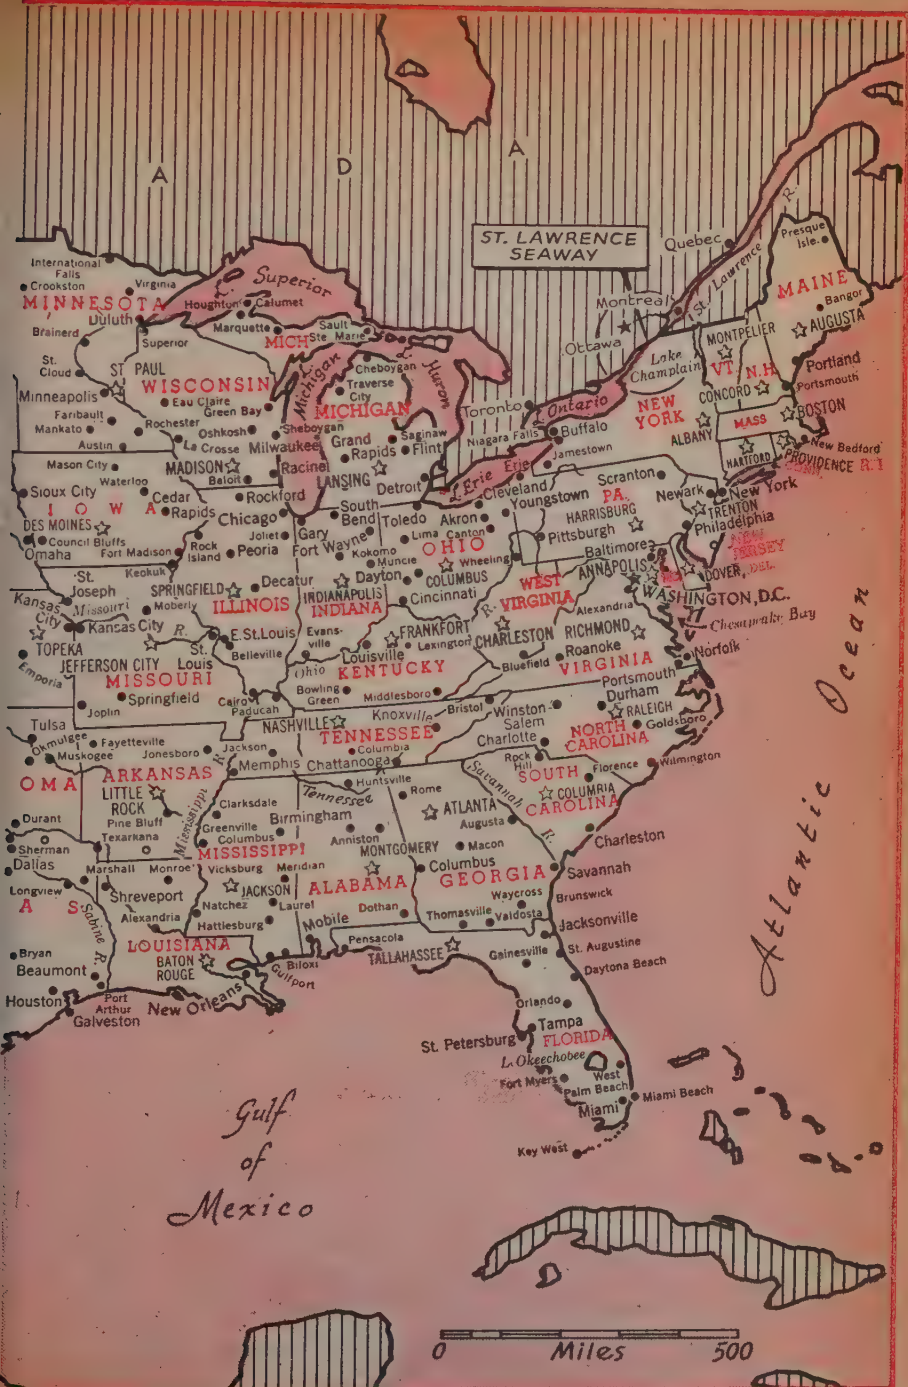 A
D
A
ST. LAWRENCE
SEAWAY
Quebec
R.
St. Lawrence
Presque
Isle.
MAINE
Bangor
AUGUSTA
International
Falls
Crookston
Virginia
MINNESOTA
Duluth
L. Superior
Houghton
Calumet
Marquette
Sault
Ste Marie
MICH
Superior
Brainerd
St.
Cloud
ST PAUL
Minneapolis
WISCONSIN
Eau Claire
Green Bay
Faribault
Mankato
Rochester
Oshkosh
Austin
La Crosse
Milwaukee
Sheboygan
Michigan
L. Huron
Cheboygan
Traverse
City
MICHIGAN
Grand
Rapids
Saginaw
Flint
LANSING
Detroit
Montreal
Ottawa
Lake
Champlain
MONTPELIER
VT.
N.H.
CONCORD
Portland
Portsmouth
Toronto
L. Ontario
Niagara Falls
Buffalo
NEW
YORK
ALBANY
MASS
BOSTON
New Bedford
HARTFORD
PROVIDENCE
R I
Jamestown
L. Erie
Erie
Cleveland
Mason City
Waterloo
MADISON
Beloit
Racine
Sioux City
Cedar
Rapids
IOWA
DES MOINES
Rockford
Chicago
South
Bend
Toledo
Akron
Youngstown
PA.
Scranton
Newark
New York
HARRISBURG
TRENTON
Philadelphia
Council Bluffs
Omaha
Fort Madison
Rock
Island
Joliet
Peoria
Gary
Fort Wayne
Lima
Canton
Pittsburgh
Baltimore
NEW
JERSEY
Kokomo
Muncie
OHIO
Wheeling
ANNAPOLIS
DOVER,
DEL.
St.
Joseph
Keokuk
SPRINGFIELD
Decatur
INDIANAPOLIS
Dayton
COLUMBUS
WEST
VIRGINIA
WASHINGTON, D.C.
Kansas
City
Missouri
Moberly
ILLINOIS
INDIANA
Cincinnati
R.
Alexandria
Chesapeake Bay
Kansas City
R.
E. St. Louis
Evans-
ville
FRANKFORT
Lexington
CHARLESTON
RICHMOND
TOPEKA
JEFFERSON CITY
St.
Louis
Belleville
Louisville
Roanoke
Norfolk
Emporia
MISSOURI
Ohio
KENTUCKY
Bluefield
VIRGINIA
Springfield
Cairo
Paducah
Bowling
Green
Middlesboro
Portsmouth
Joplin
Bristol
Winston-
Salem
Durham
RALEIGH
Tulsa
NASHVILLE
Knoxville
Goldsboro
Okmulgee
Muskogee
Fayetteville
Jonesboro
R.
Jackson
TENNESSEE
Columbia
Charlotte
NORTH
CAROLINA
Memphis
Chattanooga
Rock
Hill
Wilmington
OMA
ARKANSAS
Huntsville
Savannah
SOUTH
CAROLINA
Florence
LITTLE
ROCK
Tennessee
Rome
COLUMBIA
Pine Bluff
Mississippi
Clarksdale
Birmingham
ATLANTA
Augusta
R.
Durant
Sherman
Texarkana
Greenville
Columbus
Anniston
Macon
Charleston
MISSISSIPPI
MONTGOMERY
Dallas
Marshall
Monroe
Vicksburg
Meridian
Columbus
GEORGIA
Savannah
Longview
Shreveport
JACKSON
ALABAMA
Waycross
Brunswick
AS
Sabine
R.
Alexandria
Natchez
Laurel
Dothan
Thomasville
Valdosta
Hattiesburg
Mobile
Jacksonville
LOUISIANA
Pensacola
TALLAHASSEE
Gainesville
St. Augustine
Bryan
BATON
ROUGE
Biloxi
Gulfport
Daytona Beach
Beaumont
Houston
Port
Arthur
New Orleans
Orlando
Galveston
Tampa
St. Petersburg
FLORIDA
L. Okeechobee
Fort Myers
West
Palm Beach
Miami
Miami Beach
Key West
Atlantic Ocean
Gulf
of
Mexico
0
Miles
500